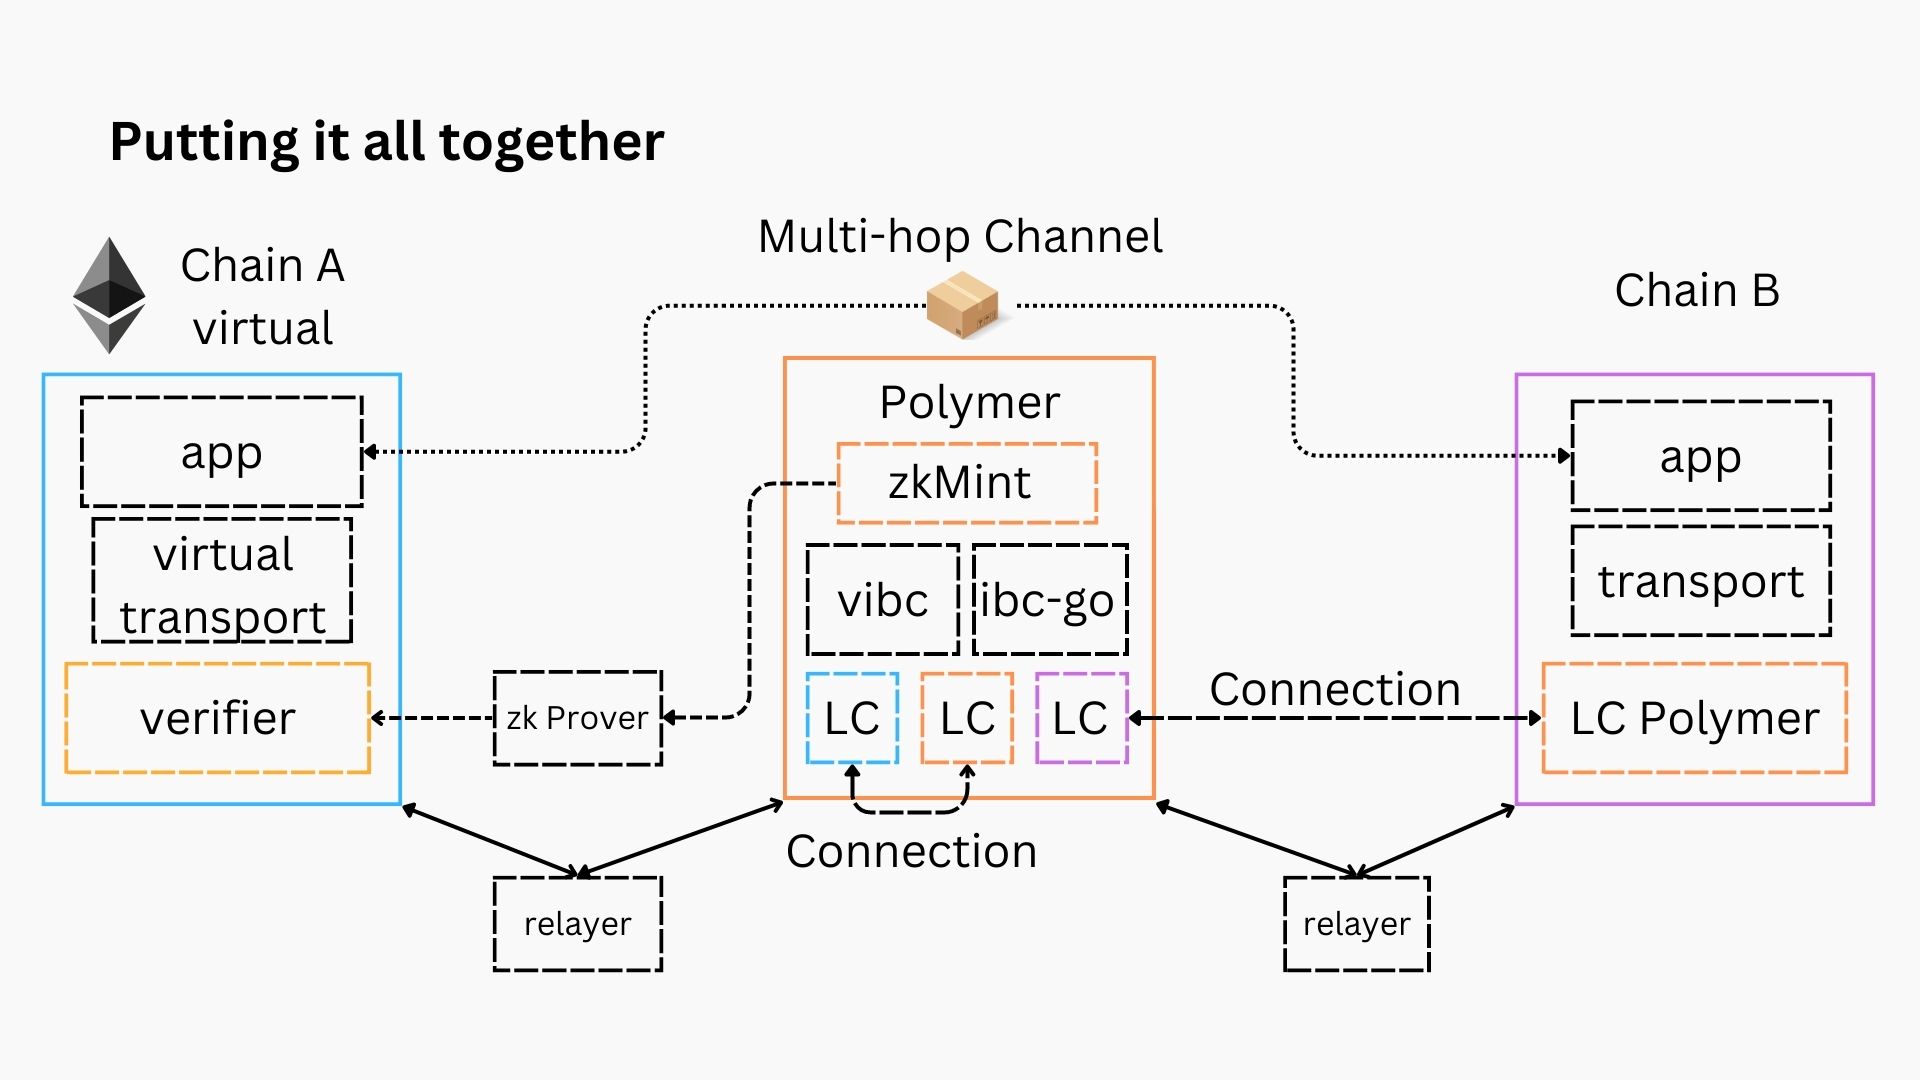 Putting it all together
Multi-hop Channel
Chain A
virtual
Chain B
app
virtual
transport
verifier
zk Prover
Polymer
zkMint
vibc
ibc-go
LC
LC
LC
Connection
Connection
app
transport
LC Polymer
relayer
relayer